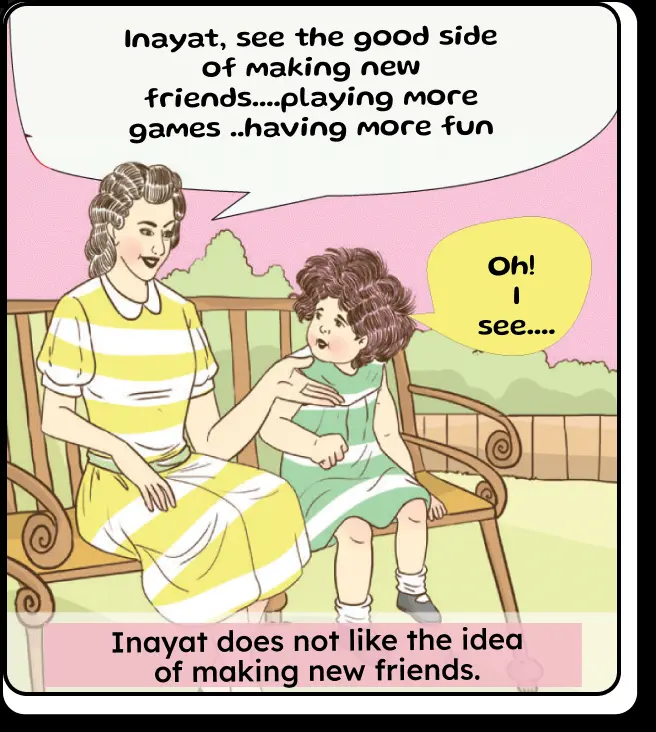 Inayat, see the good side
of making new
friends....playing more
games ..having more fun
Oh!
I
see....
Inayat does not like the idea
of making new friends.